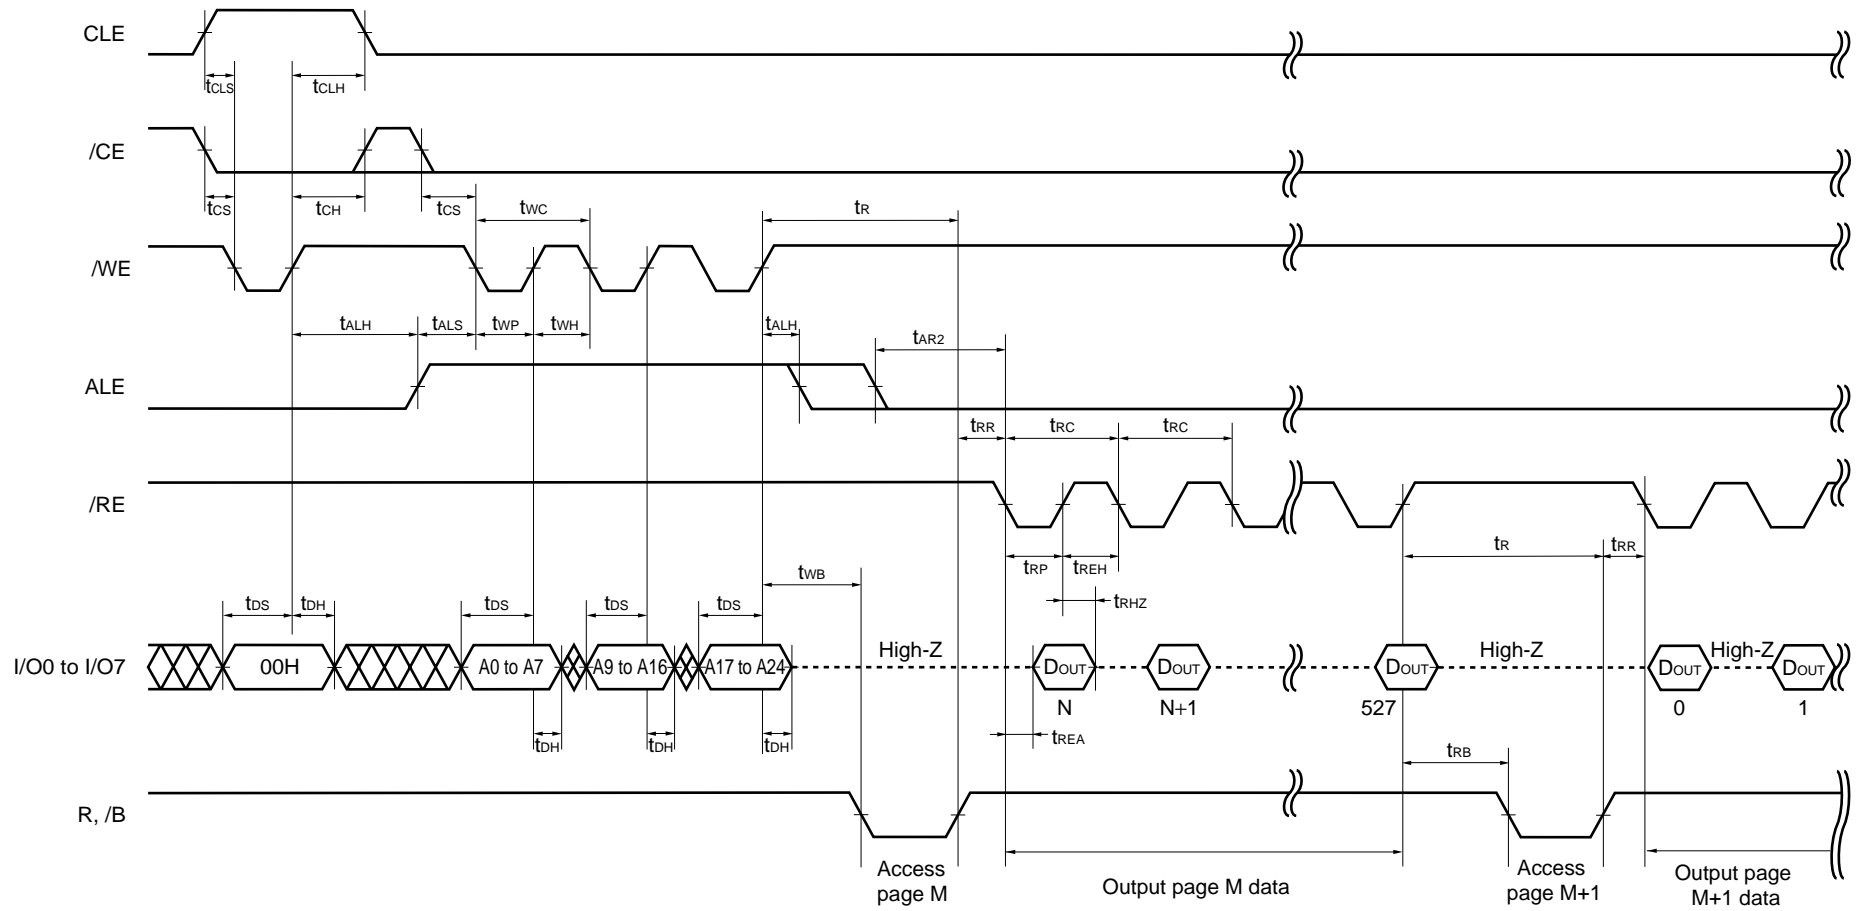 CLE
tCLS
tCLH
/CE
tCS
tCH
tCS
tWC
tR
/WE
tALH
tALS
tWP
tWH
tALH
tAR2
ALE
tRR
tRC
tRC
/RE
tRP
tREH
tR
tRR
tWB
tRHZ
tDS
tDH
tDS
tDS
tDS
I/O0 to I/O7
00H
A0 to A7
A9 to A16
A17 to A24
High-Z
DOUT
DOUT
DOUT
High-Z
DOUT
High-Z
DOUT
N
N+1
527
0
1
tDH
tDH
tDH
tREA
tRB
R, /B
Access
page M
Output page M data
Access
page M+1
Output page
M+1 data